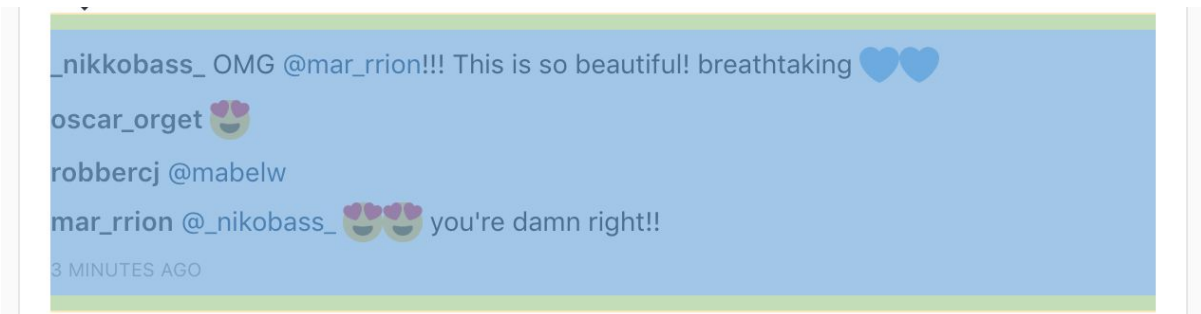 _nikkobass_ OMG @mar_rrion!!! This is so beautiful! breathtaking 💙💙
oscar_orget 😍
robbercj @mabelw
mar_rrion @_nikobass_ 😍😍 you're damn right!!
3 MINUTES AGO